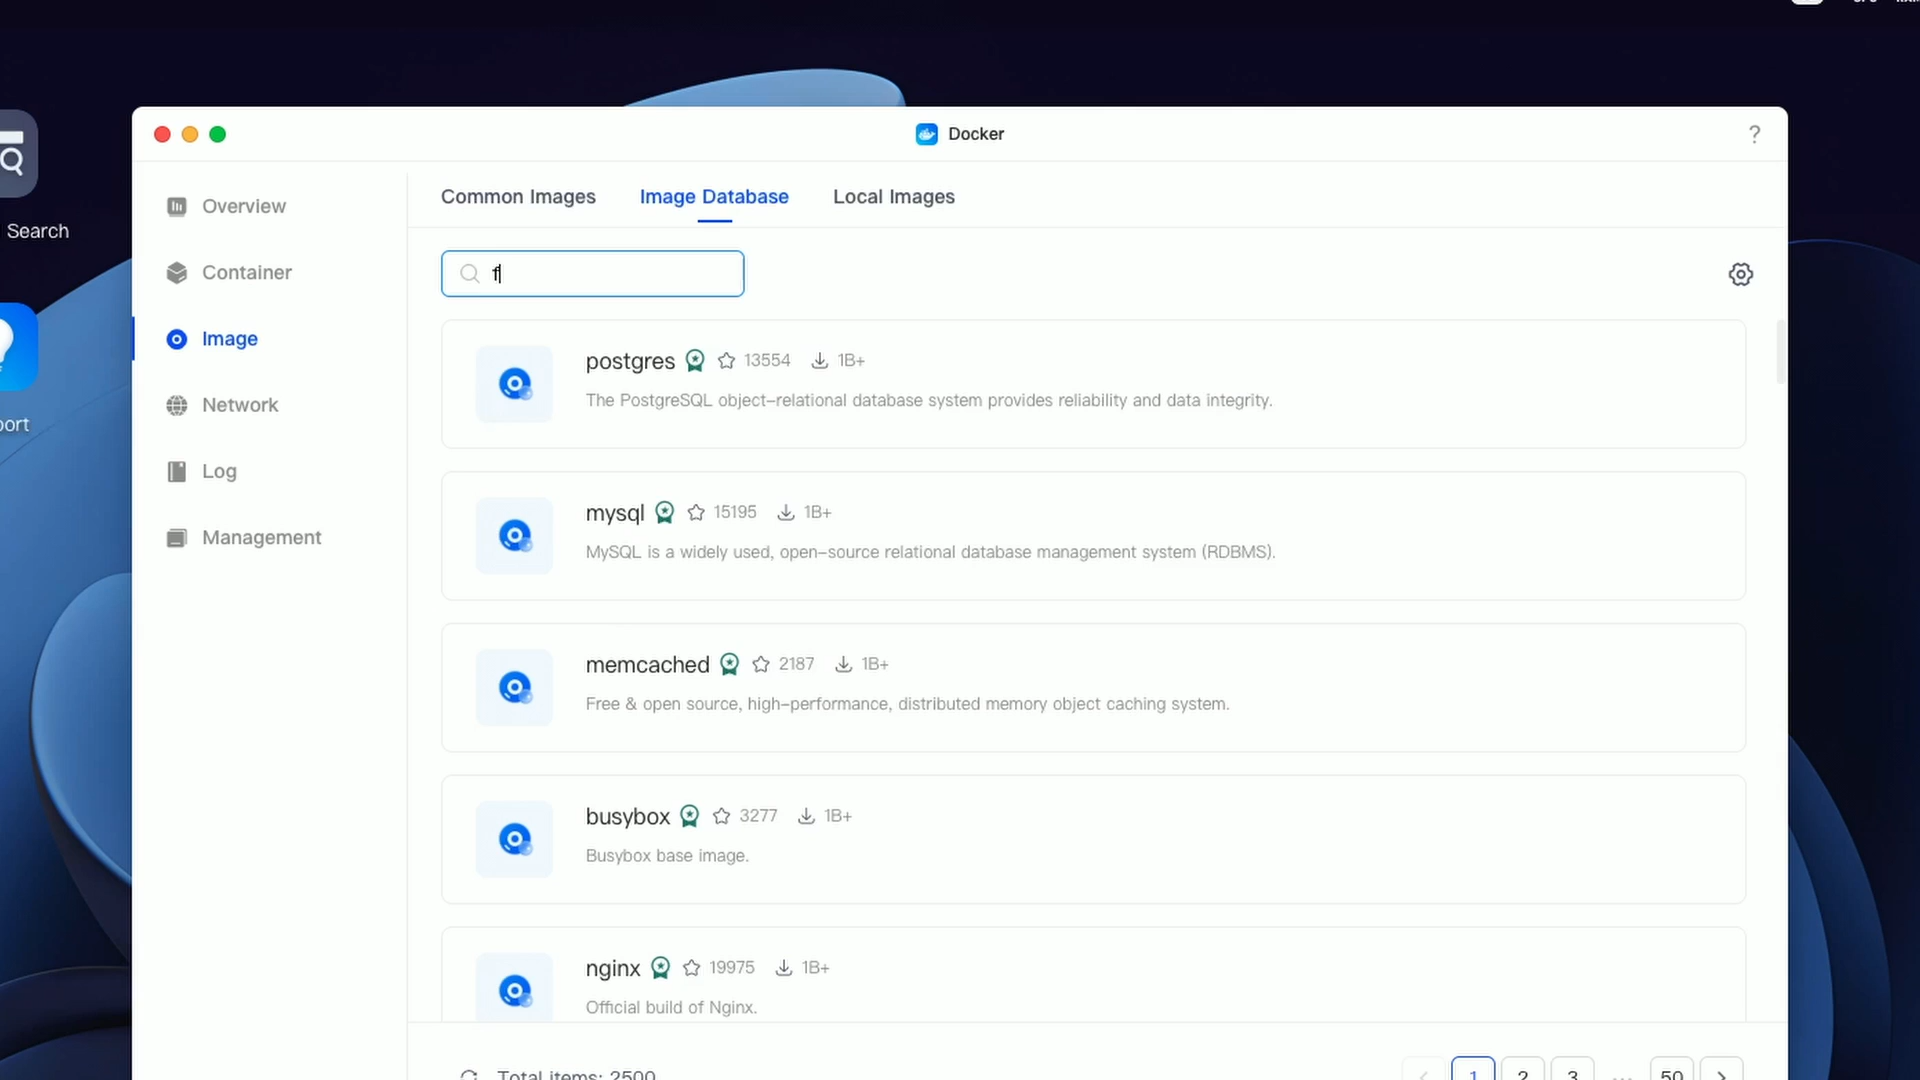 Docker
?
Search
port
Overview
Container
Image
Network
Log
Management
Common Images
Image Database
Local Images
f
postgres 13554 1B+
The PostgreSQL object-relational database system provides reliability and data integrity.
mysql 15195 1B+
MySQL is a widely used, open-source relational database management system (RDBMS).
memcached 2187 1B+
Free & open source, high-performance, distributed memory object caching system.
busybox 3277 1B+
Busybox base image.
nginx 19975 1B+
Official build of Nginx.
Total items: 2500
1 2 3 ... 50